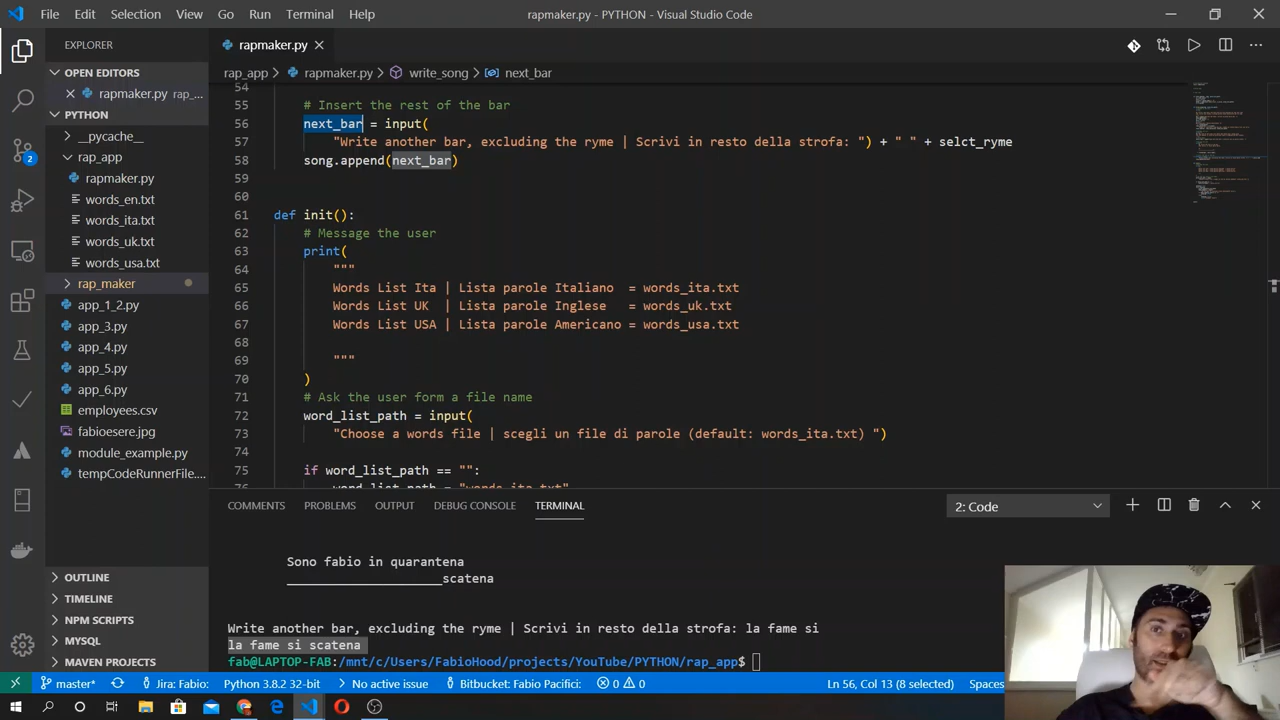 File Edit Selection View Go Run Terminal Help
rapmaker.py - PYTHON - Visual Studio Code
EXPLORER
OPEN EDITORS
rapmaker.py rap_...
PYTHON
__pycache__
rap_app
rapmaker.py
words_en.txt
words_ita.txt
words_uk.txt
words_usa.txt
rap_maker
app_1_2.py
app_3.py
app_4.py
app_5.py
app_6.py
employees.csv
fabioesere.jpg
module_example.py
tempCodeRunnerFile....
OUTLINE
TIMELINE
NPM SCRIPTS
MYSQL
MAVEN PROJECTS
2
rapmaker.py
rap_app > rapmaker.py > write_song > next_bar
54
55 # Insert the rest of the bar
56 next_bar = input(
57 "Write another bar, excluding the ryme | Scrivi in resto della strofa: ") + " " + selct_ryme
58 song.append(next_bar)
59
60
61 def init():
62 # Message the user
63 print(
64 """
65 Words List Ita | Lista parole Italiano = words_ita.txt
66 Words List UK | Lista parole Inglese = words_uk.txt
67 Words List USA | Lista parole Americano = words_usa.txt
68
69 """
70 )
71 # Ask the user form a file name
72 word_list_path = input(
73 "Choose a words file | scegli un file di parole (default: words_ita.txt) ")
74
75 if word_list_path == "":
76 word_list_path = "words_ita.txt"
COMMENTS PROBLEMS OUTPUT DEBUG CONSOLE TERMINAL
2: Code
Sono fabio in quarantena
_____________________scatena
Write another bar, excluding the ryme | Scrivi in resto della strofa: la fame si
la fame si scatena
fab@LAPTOP-FAB:/mnt/c/Users/FabioHood/projects/YouTube/PYTHON/rap_app$
master* Jira: Fabio: Python 3.8.2 32-bit No active issue Bitbucket: Fabio Pacifici: 0 0 Ln 56, Col 13 (8 selected) Spaces